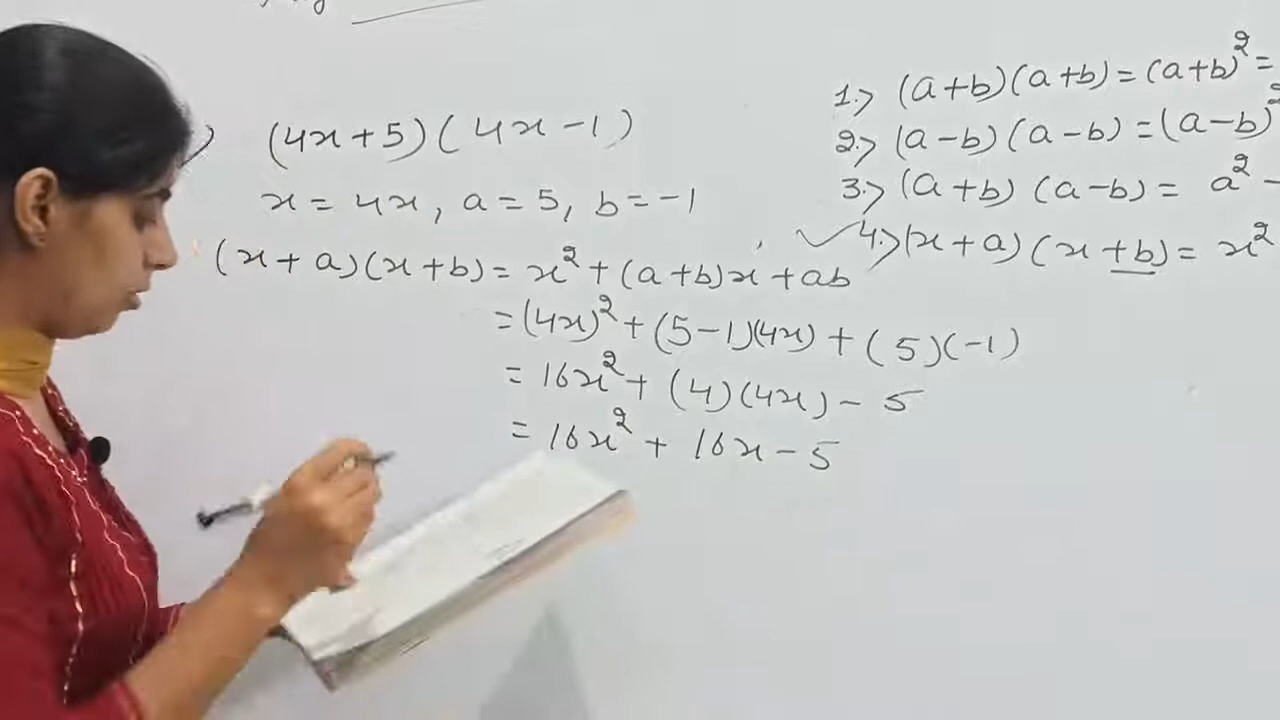 (4x+5)(4x-1)
x = 4x, a = 5, b = -1
(x+a)(x+b) = x² + (a+b)x + ab
= (4x)² + (5-1)(4x) + (5)(-1)
= 16x² + (4)(4x) - 5
= 16x² + 16x - 5
1.> (a+b)(a+b) = (a+b)² =
2.> (a-b)(a-b) = (a-b)²
3.> (a+b)(a-b) = a² -
✓4.> (x+a)(x+b) = x²